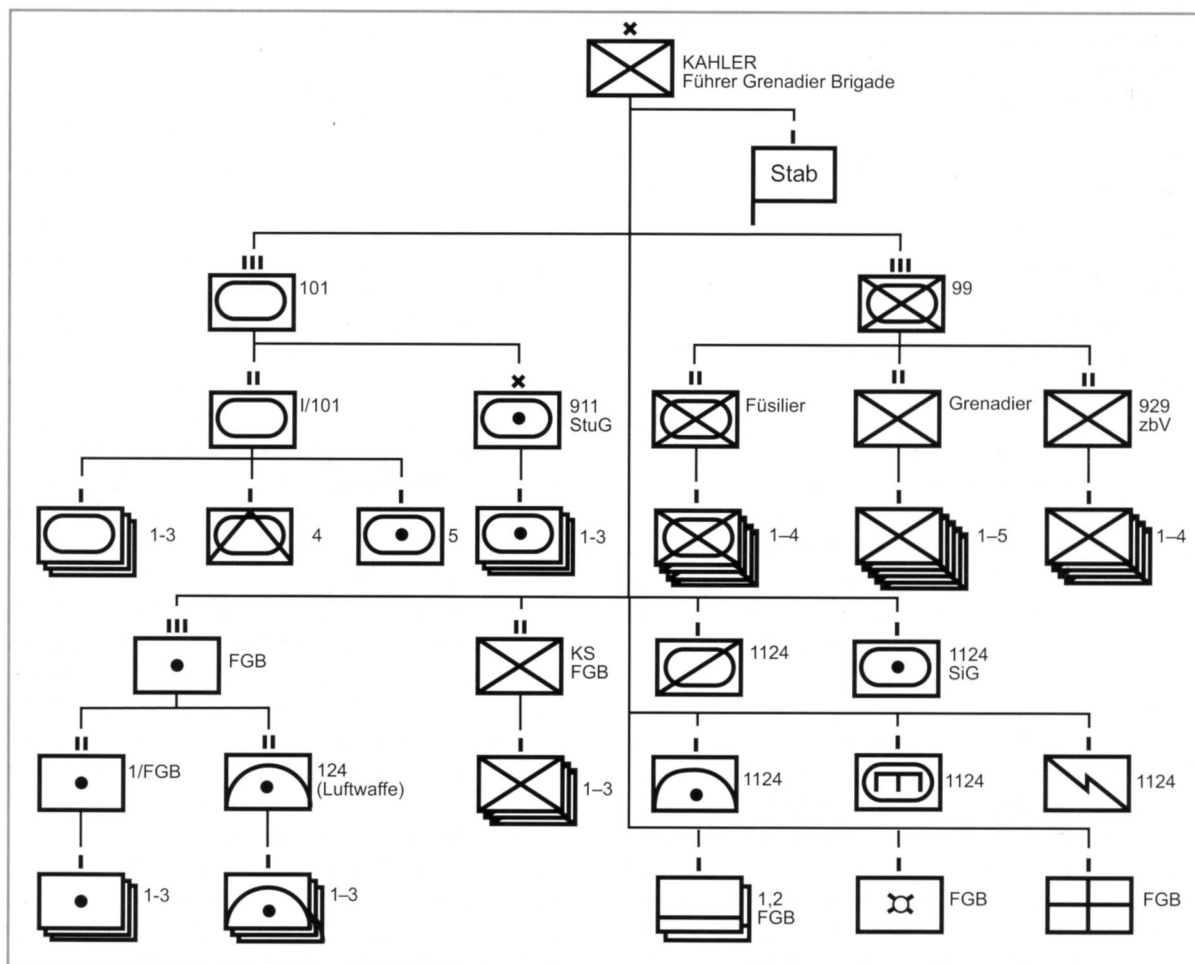 KAHLER
Führer Grenadier Brigade
Stab
101
99
I/101
911
StuG
Füsilier
Grenadier
929
zbV
1-3
4
5
1-3
1–4
1–5
1–4
FGB
KS
FGB
1124
1124
SiG
1/FGB
124
(Luftwaffe)
1–3
1124
1124
1124
1-3
1–3
1,2
FGB
FGB
FGB